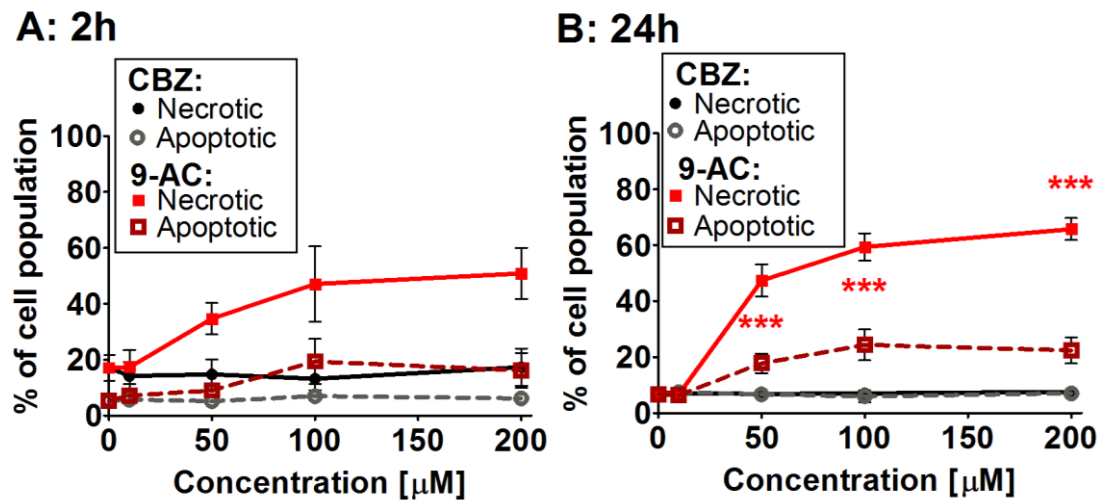 A: 2h
CBZ:
Necrotic
Apoptotic
9-AC:
Necrotic
Apoptotic
% of cell population
100
80
60
40
20
0
0 50 100 150 200
Concentration [μM]
B: 24h
CBZ:
Necrotic
Apoptotic
9-AC:
Necrotic
Apoptotic
% of cell population
100
80
60
40
20
0
***
***
***
0 50 100 150 200
Concentration [μM]